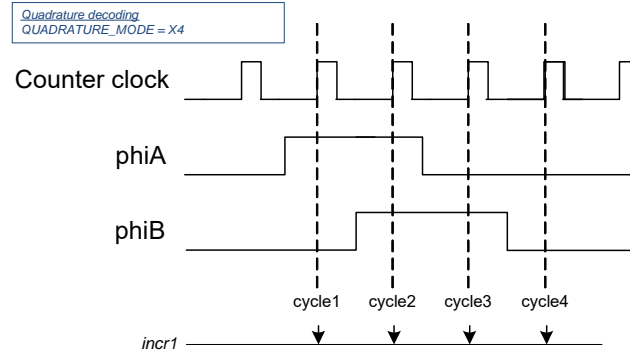 Quadrature decoding
QUADRATURE_MODE = X4
Counter clock
phiA
phiB
cycle1 cycle2 cycle3 cycle4
incr1